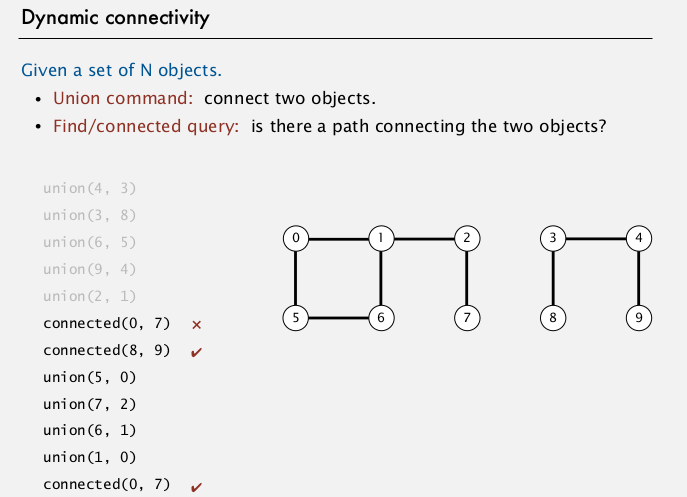 Dynamic connectivity
Given a set of N objects.
• Union command: connect two objects.
• Find/connected query: is there a path connecting the two objects?
union(4, 3)
union(3, 8)
union(6, 5)
union(9, 4)
union(2, 1)
connected(0, 7) ✗
connected(8, 9) ✔
union(5, 0)
union(7, 2)
union(6, 1)
union(1, 0)
connected(0, 7) ✔
0 1 2 3 4
5 6 7 8 9